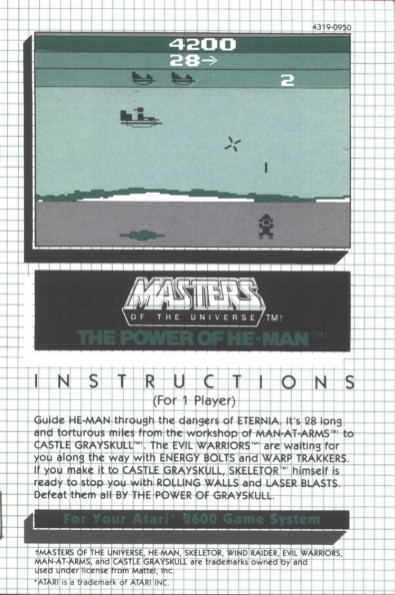 4319-0950
4200
28→
2
MASTERS
OF THE UNIVERSE ™†
THE POWER OF HE-MAN™†
INSTRUCTIONS
(For 1 Player)
Guide HE-MAN through the dangers of ETERNIA. It's 28 long
and torturous miles from the workshop of MAN-AT-ARMS™† to
CASTLE GRAYSKULL™†. The EVIL WARRIORS™† are waiting for
you along the way with ENERGY BOLTS and WARP TRAKKERS.
If you make it to CASTLE GRAYSKULL, SKELETOR™† himself is
ready to stop you with ROLLING WALLS and LASER BLASTS.
Defeat them all BY THE POWER OF GRAYSKULL.
For Your Atari* 2600 Game System
†MASTERS OF THE UNIVERSE, HE-MAN, SKELETOR, WIND RAIDER, EVIL WARRIORS,
MAN-AT-ARMS, and CASTLE GRAYSKULL are trademarks owned by and
used under license from Mattel, Inc.
*ATARI is a trademark of ATARI INC.